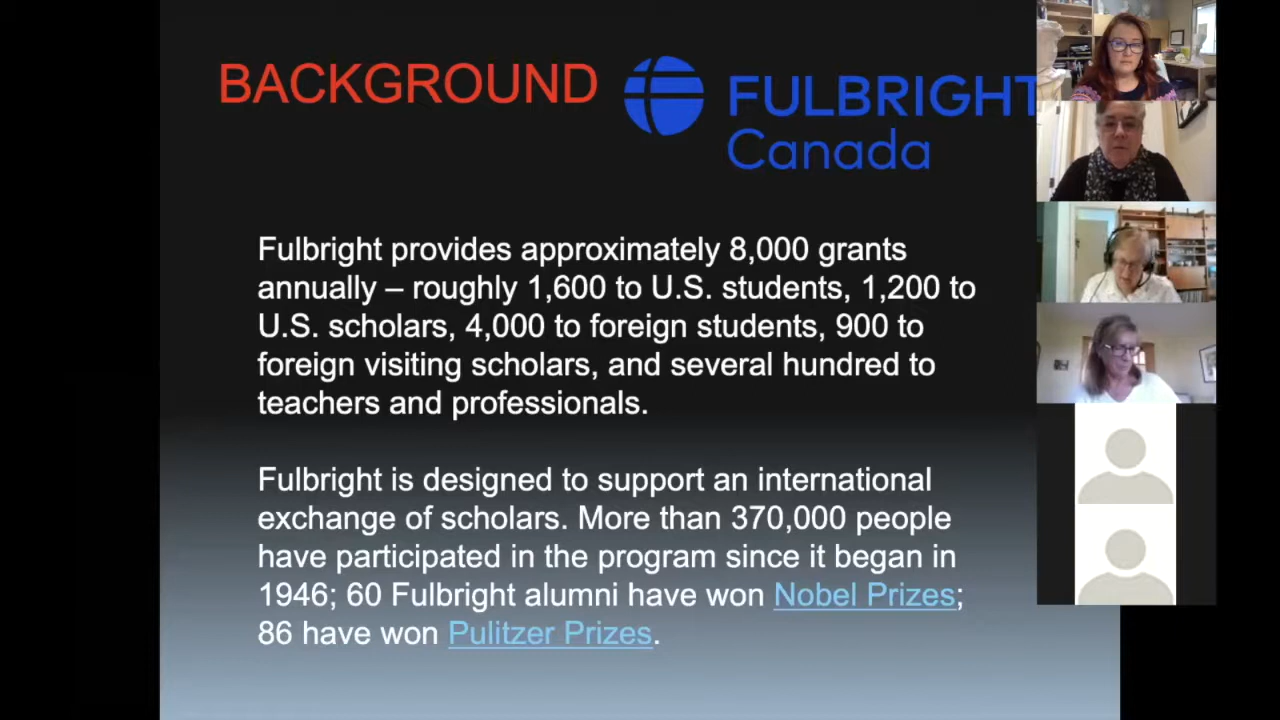 BACKGROUND
FULBRIGHT
Canada
Fulbright provides approximately 8,000 grants
annually – roughly 1,600 to U.S. students, 1,200 to
U.S. scholars, 4,000 to foreign students, 900 to
foreign visiting scholars, and several hundred to
teachers and professionals.
Fulbright is designed to support an international
exchange of scholars. More than 370,000 people
have participated in the program since it began in
1946; 60 Fulbright alumni have won Nobel Prizes;
86 have won Pulitzer Prizes.